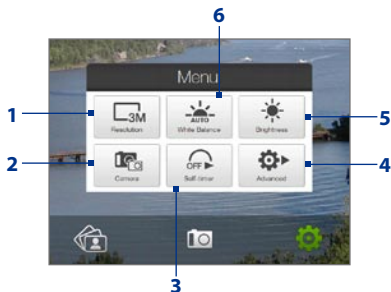 6
Menu
1
3M
AUTO
5
Resolution
White Balance
Brightness
2
OFF
4
Camera
Self-timer
Advanced
3